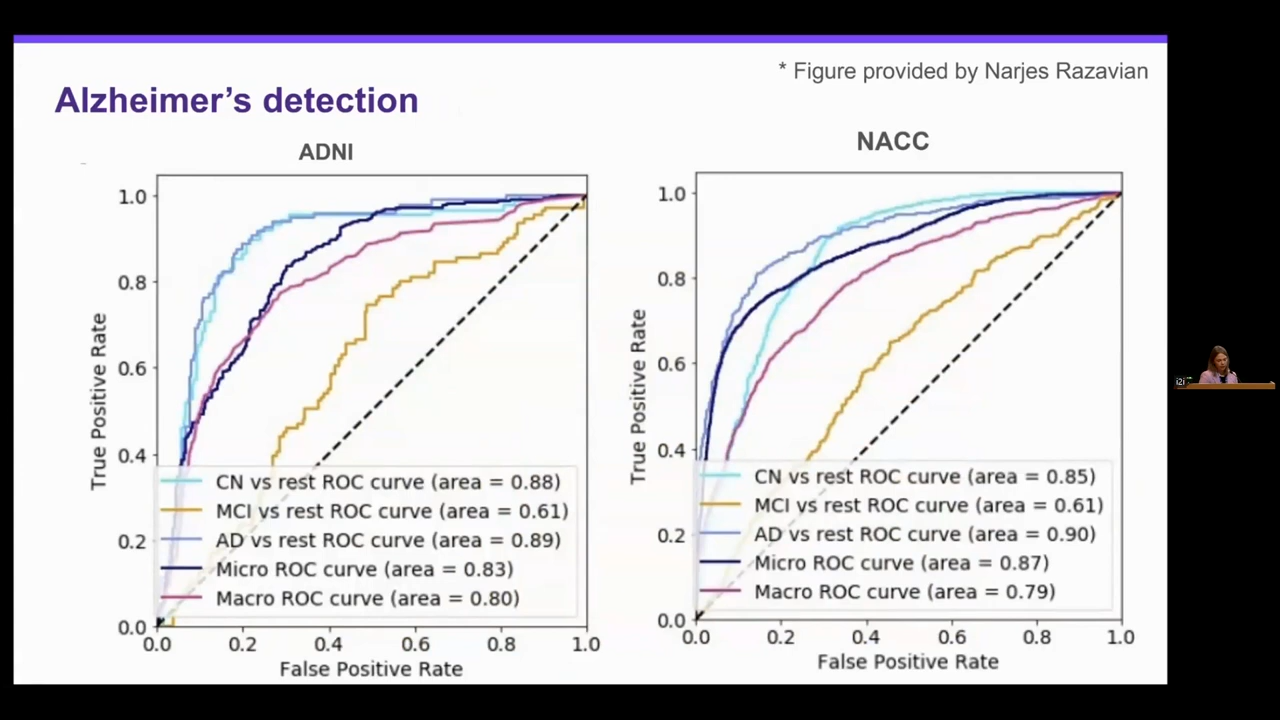 * Figure provided by Narjes Razavian
Alzheimer's detection
ADNI
True Positive Rate
1.0
0.8
0.6
0.4
0.2
0.0
CN vs rest ROC curve (area = 0.88)
MCI vs rest ROC curve (area = 0.61)
AD vs rest ROC curve (area = 0.89)
Micro ROC curve (area = 0.83)
Macro ROC curve (area = 0.80)
0.0 0.2 0.4 0.6 0.8 1.0
False Positive Rate
NACC
True Positive Rate
1.0
0.8
0.6
0.4
0.2
0.0
CN vs rest ROC curve (area = 0.85)
MCI vs rest ROC curve (area = 0.61)
AD vs rest ROC curve (area = 0.90)
Micro ROC curve (area = 0.87)
Macro ROC curve (area = 0.79)
0.0 0.2 0.4 0.6 0.8 1.0
False Positive Rate